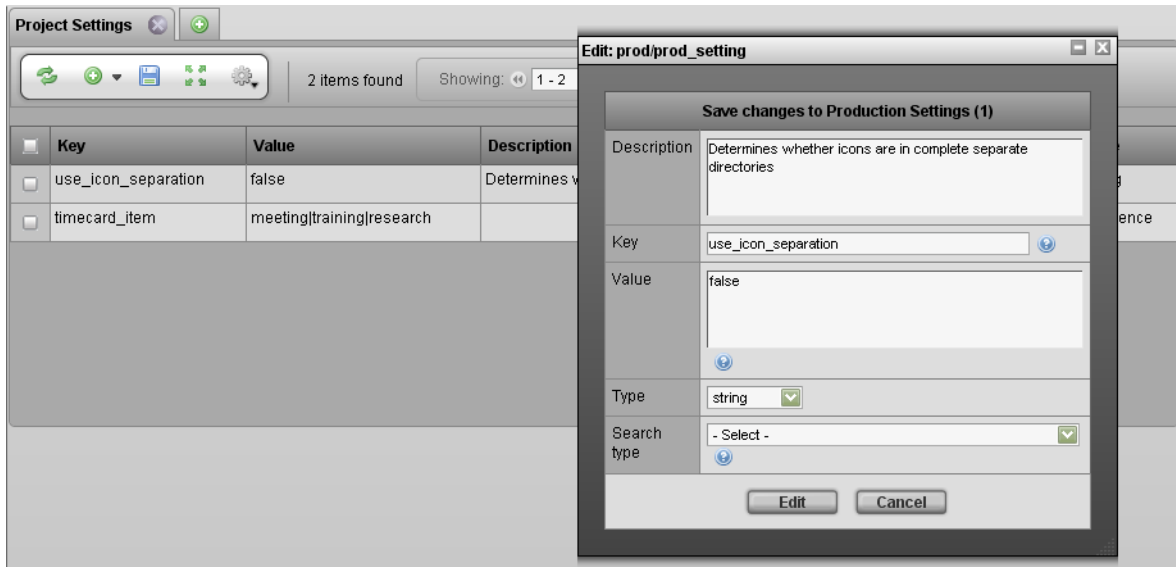 Project Settings
2 items found
Showing:
1 - 2
Key
Value
Description
use_icon_separation
false
Determines
timecard_item
meeting|training|research
Edit: prod/prod_setting
Save changes to Production Settings (1)
Description
Determines whether icons are in complete separate
directories
Key
use_icon_separation
Value
false
Type
string
Search
type
- Select -
Edit
Cancel